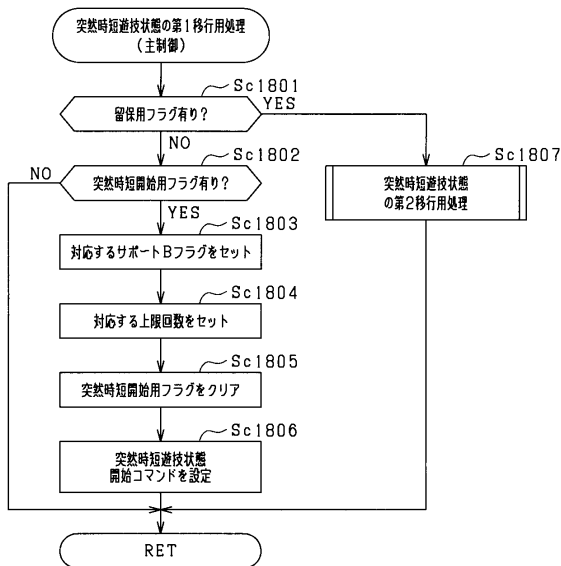 突然時短遊技状態の第1移行用処理
(主制御)
Sc1801
留保用フラグ有り?
YES
NO
Sc1802
NO
突然時短開始用フラグ有り?
Sc1807
突然時短遊技状態
の第2移行用処理
YES
Sc1803
対応するサポートBフラグをセット
Sc1804
対応する上限回数をセット
Sc1805
突然時短開始用フラグをクリア
Sc1806
突然時短遊技状態
開始コマンドを設定
RET